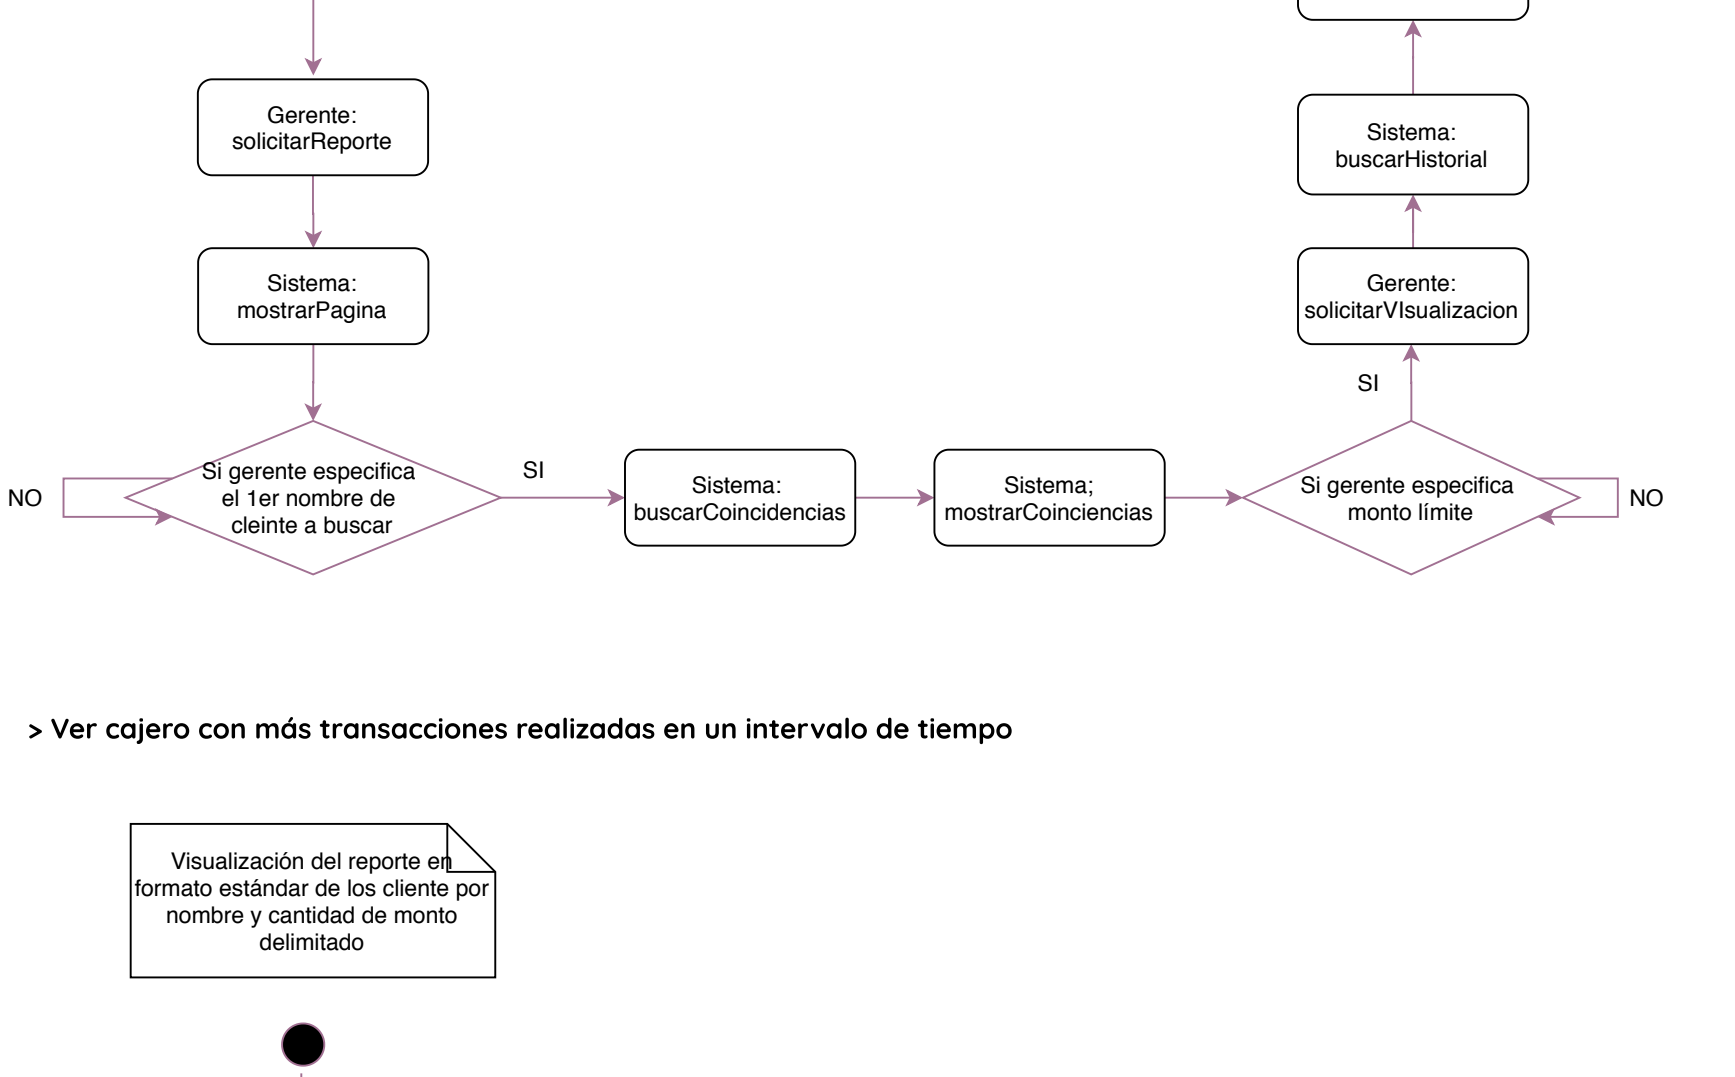 Gerente:
solicitarReporte
Sistema:
mostrarPagina
NO
Si gerente especifica
el 1er nombre de
cleinte a buscar
SI
Sistema:
buscarCoincidencias
Sistema;
mostrarCoinciencias
Si gerente especifica
monto límite
NO
SI
Gerente:
solicitarVIsualizacion
Sistema:
buscarHistorial
> Ver cajero con más transacciones realizadas en un intervalo de tiempo
Visualización del reporte en
formato estándar de los cliente por
nombre y cantidad de monto
delimitado